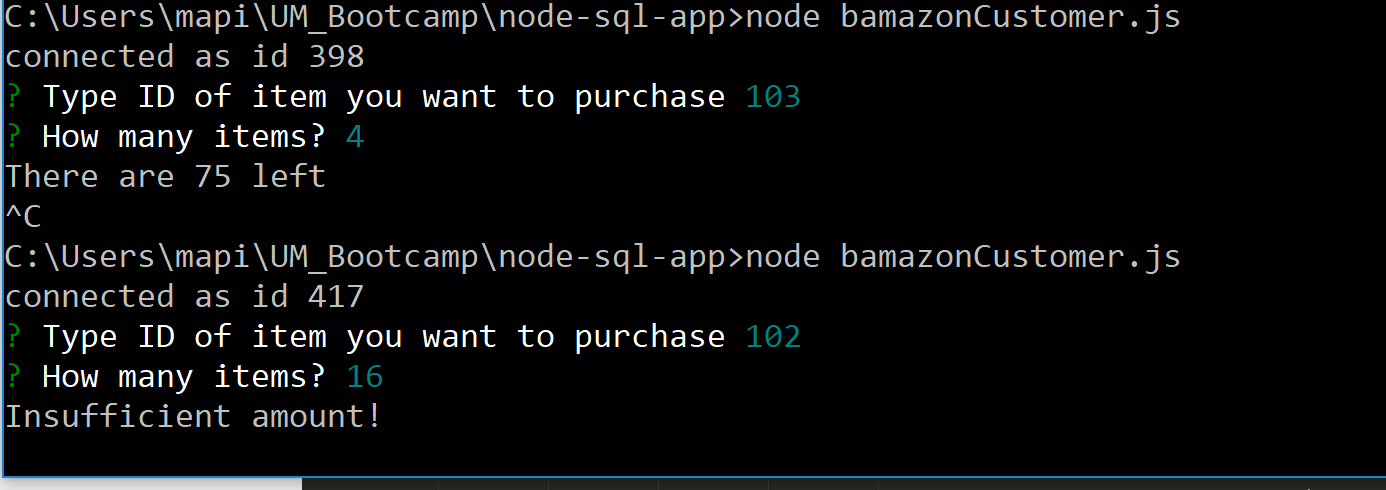 C:\Users\mapi\UM_Bootcamp\node-sql-app>node bamazonCustomer.js
connected as id 398
? Type ID of item you want to purchase 103
? How many items? 4
There are 75 left
^C
C:\Users\mapi\UM_Bootcamp\node-sql-app>node bamazonCustomer.js
connected as id 417
? Type ID of item you want to purchase 102
? How many items? 16
Insufficient amount!